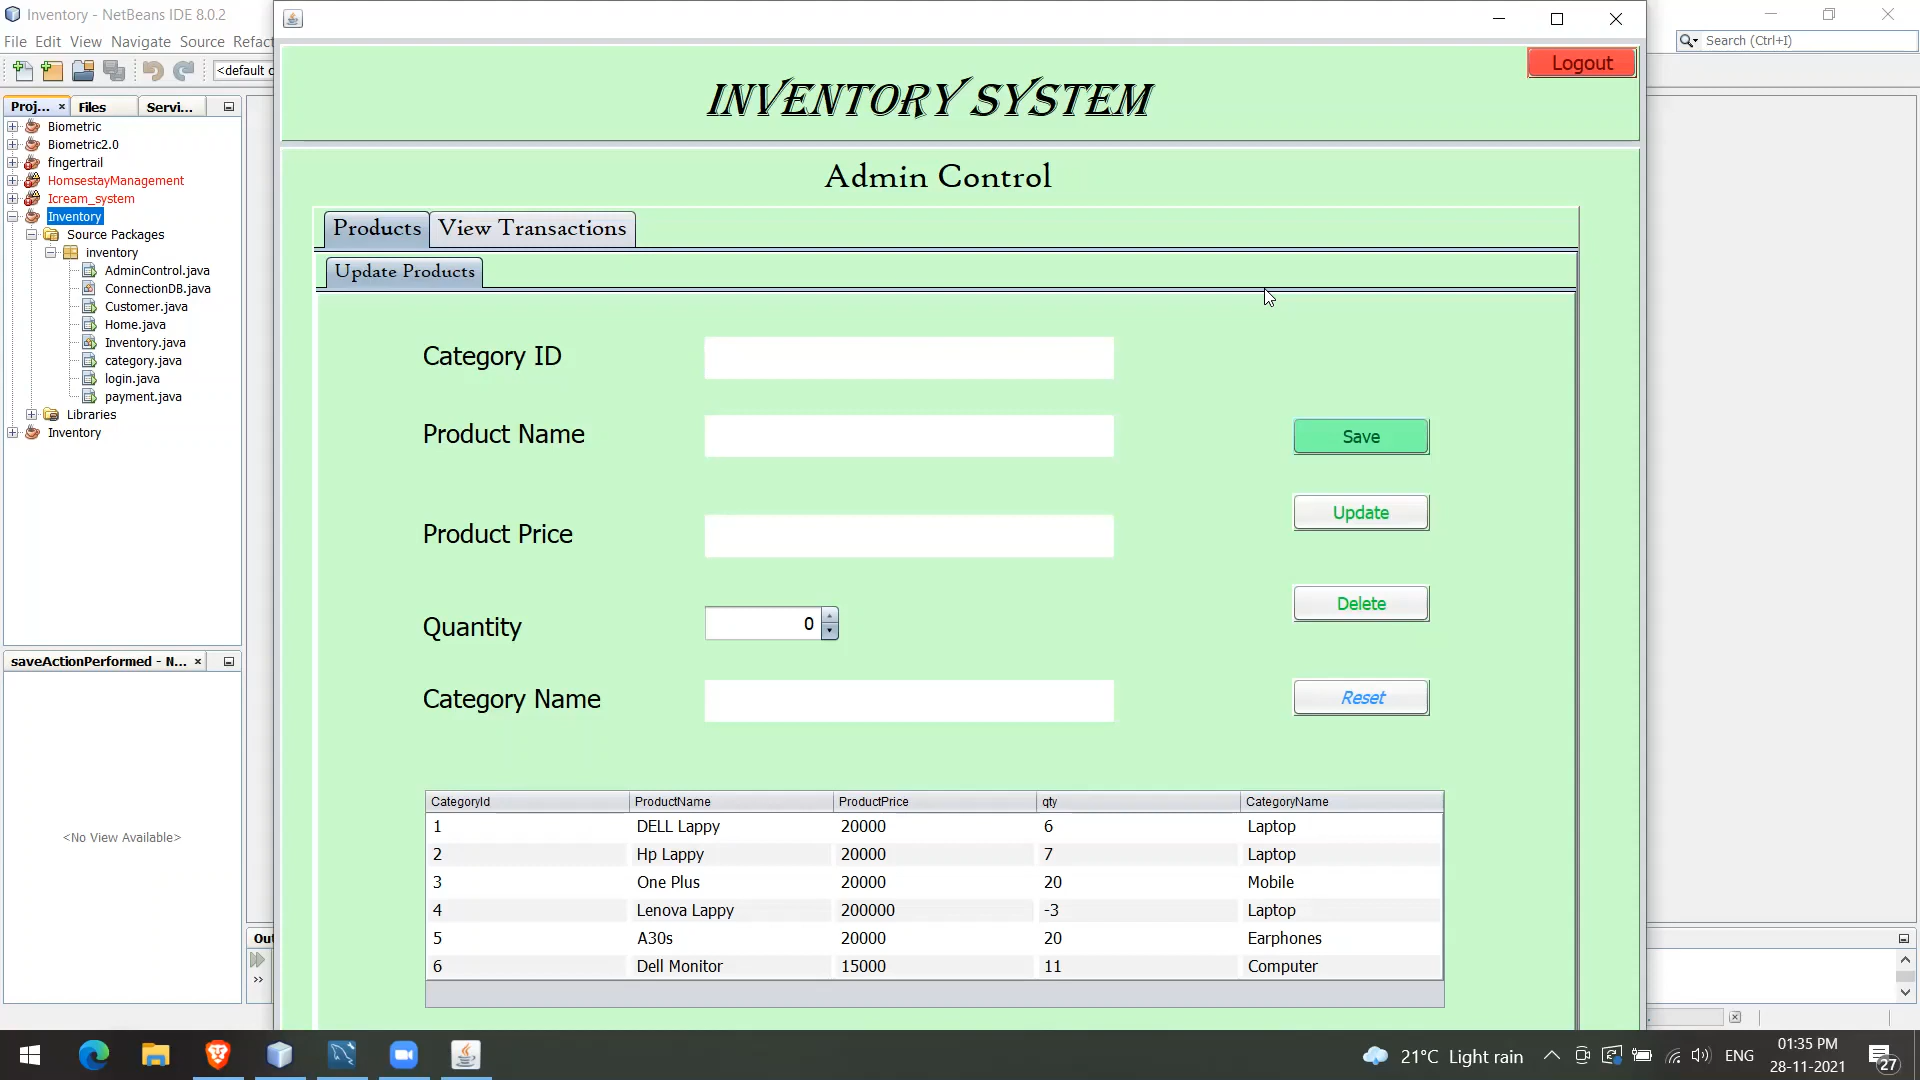 Inventory - NetBeans IDE 8.0.2
File Edit View Navigate Source Refact
Search (Ctrl+I)
<default c
Proj... × Files Servi...
Biometric
Biometric2.0
fingertrail
HomsestayManagement
Icream_system
Inventory
Source Packages
inventory
AdminControl.java
ConnectionDB.java
Customer.java
Home.java
Inventory.java
category.java
login.java
payment.java
Libraries
Inventory
saveActionPerformed - N... ×
<No View Available>
Out
>>
Logout
INVENTORY SYSTEM
Admin Control
Products View Transactions
Update Products
Category ID
Product Name
Save
Update
Product Price
Delete
Quantity 0
Category Name
Reset
CategoryId ProductName ProductPrice qty CategoryName
1 DELL Lappy 20000 6 Laptop
2 Hp Lappy 20000 7 Laptop
3 One Plus 20000 20 Mobile
4 Lenova Lappy 200000 -3 Laptop
5 A30s 20000 20 Earphones
6 Dell Monitor 15000 11 Computer
21°C Light rain
ENG
01:35 PM
28-11-2021
27